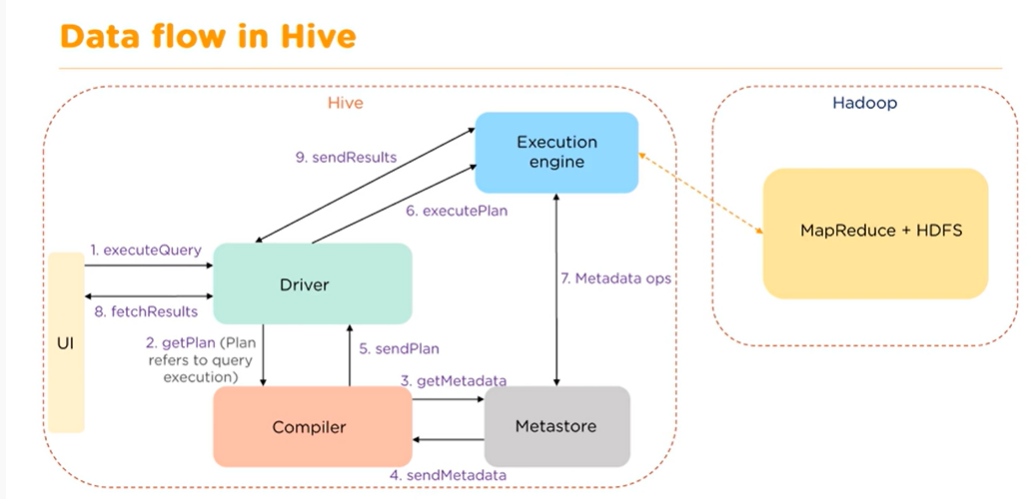 Data flow in Hive
Hive
Hadoop
Execution
engine
9. sendResults
6. executePlan
MapReduce + HDFS
1. executeQuery
Driver
7. Metadata ops
8. fetchResults
UI
2. getPlan (Plan
refers to query
execution)
5. sendPlan
3. getMetadata
Compiler
Metastore
4. sendMetadata